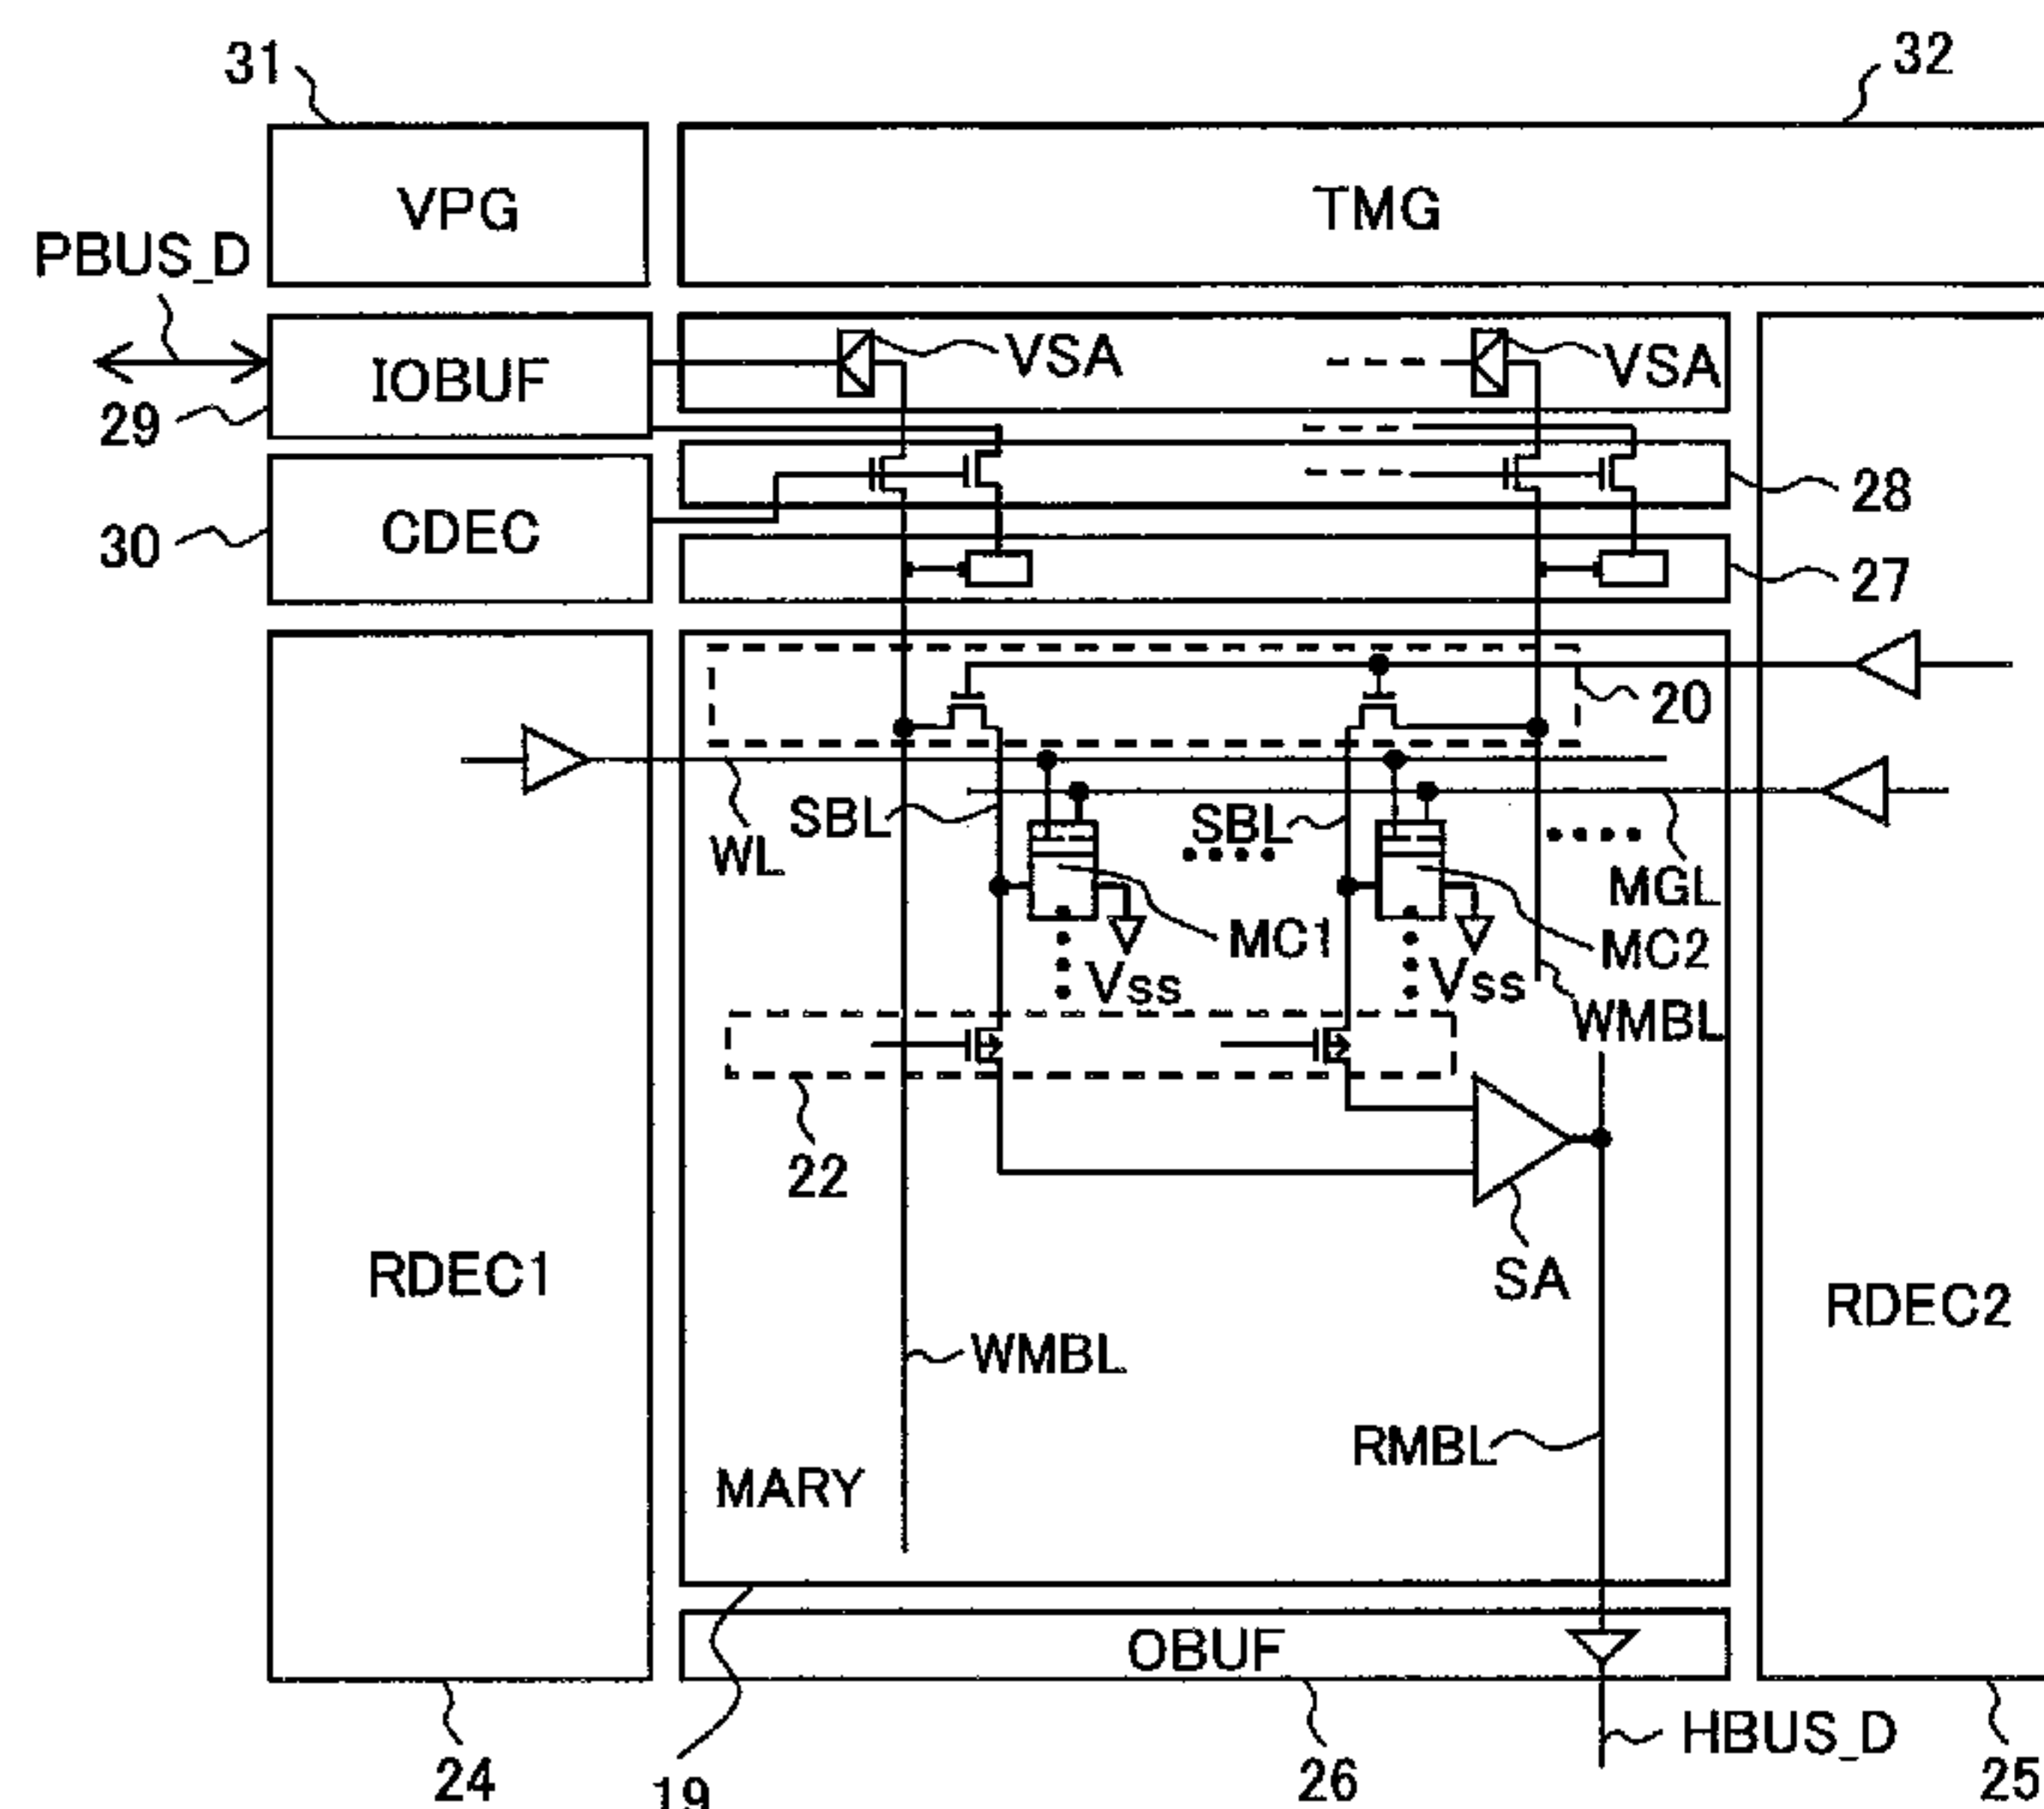 31
32
VPG
TMG
PBUS_D
IOBUF
VSA
VSA
29
28
CDEC
30
27
20
SBL
SBL
WL
MGL
MC1
MC2
Vss
Vss
WMBL
22
SA
RDEC1
RDEC2
WMBL
RMBL
MARY
OBUF
HBUS_D
24
19
26
25